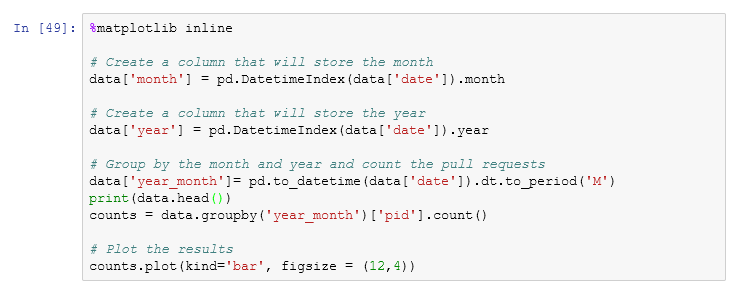 In [49]: %matplotlib inline
# Create a column that will store the month
data['month'] = pd.DatetimeIndex(data['date']).month
# Create a column that will store the year
data['year'] = pd.DatetimeIndex(data['date']).year
# Group by the month and year and count the pull requests
data['year_month']= pd.to_datetime(data['date']).dt.to_period('M')
print(data.head())
counts = data.groupby('year_month')['pid'].count()
# Plot the results
counts.plot(kind='bar', figsize = (12,4))